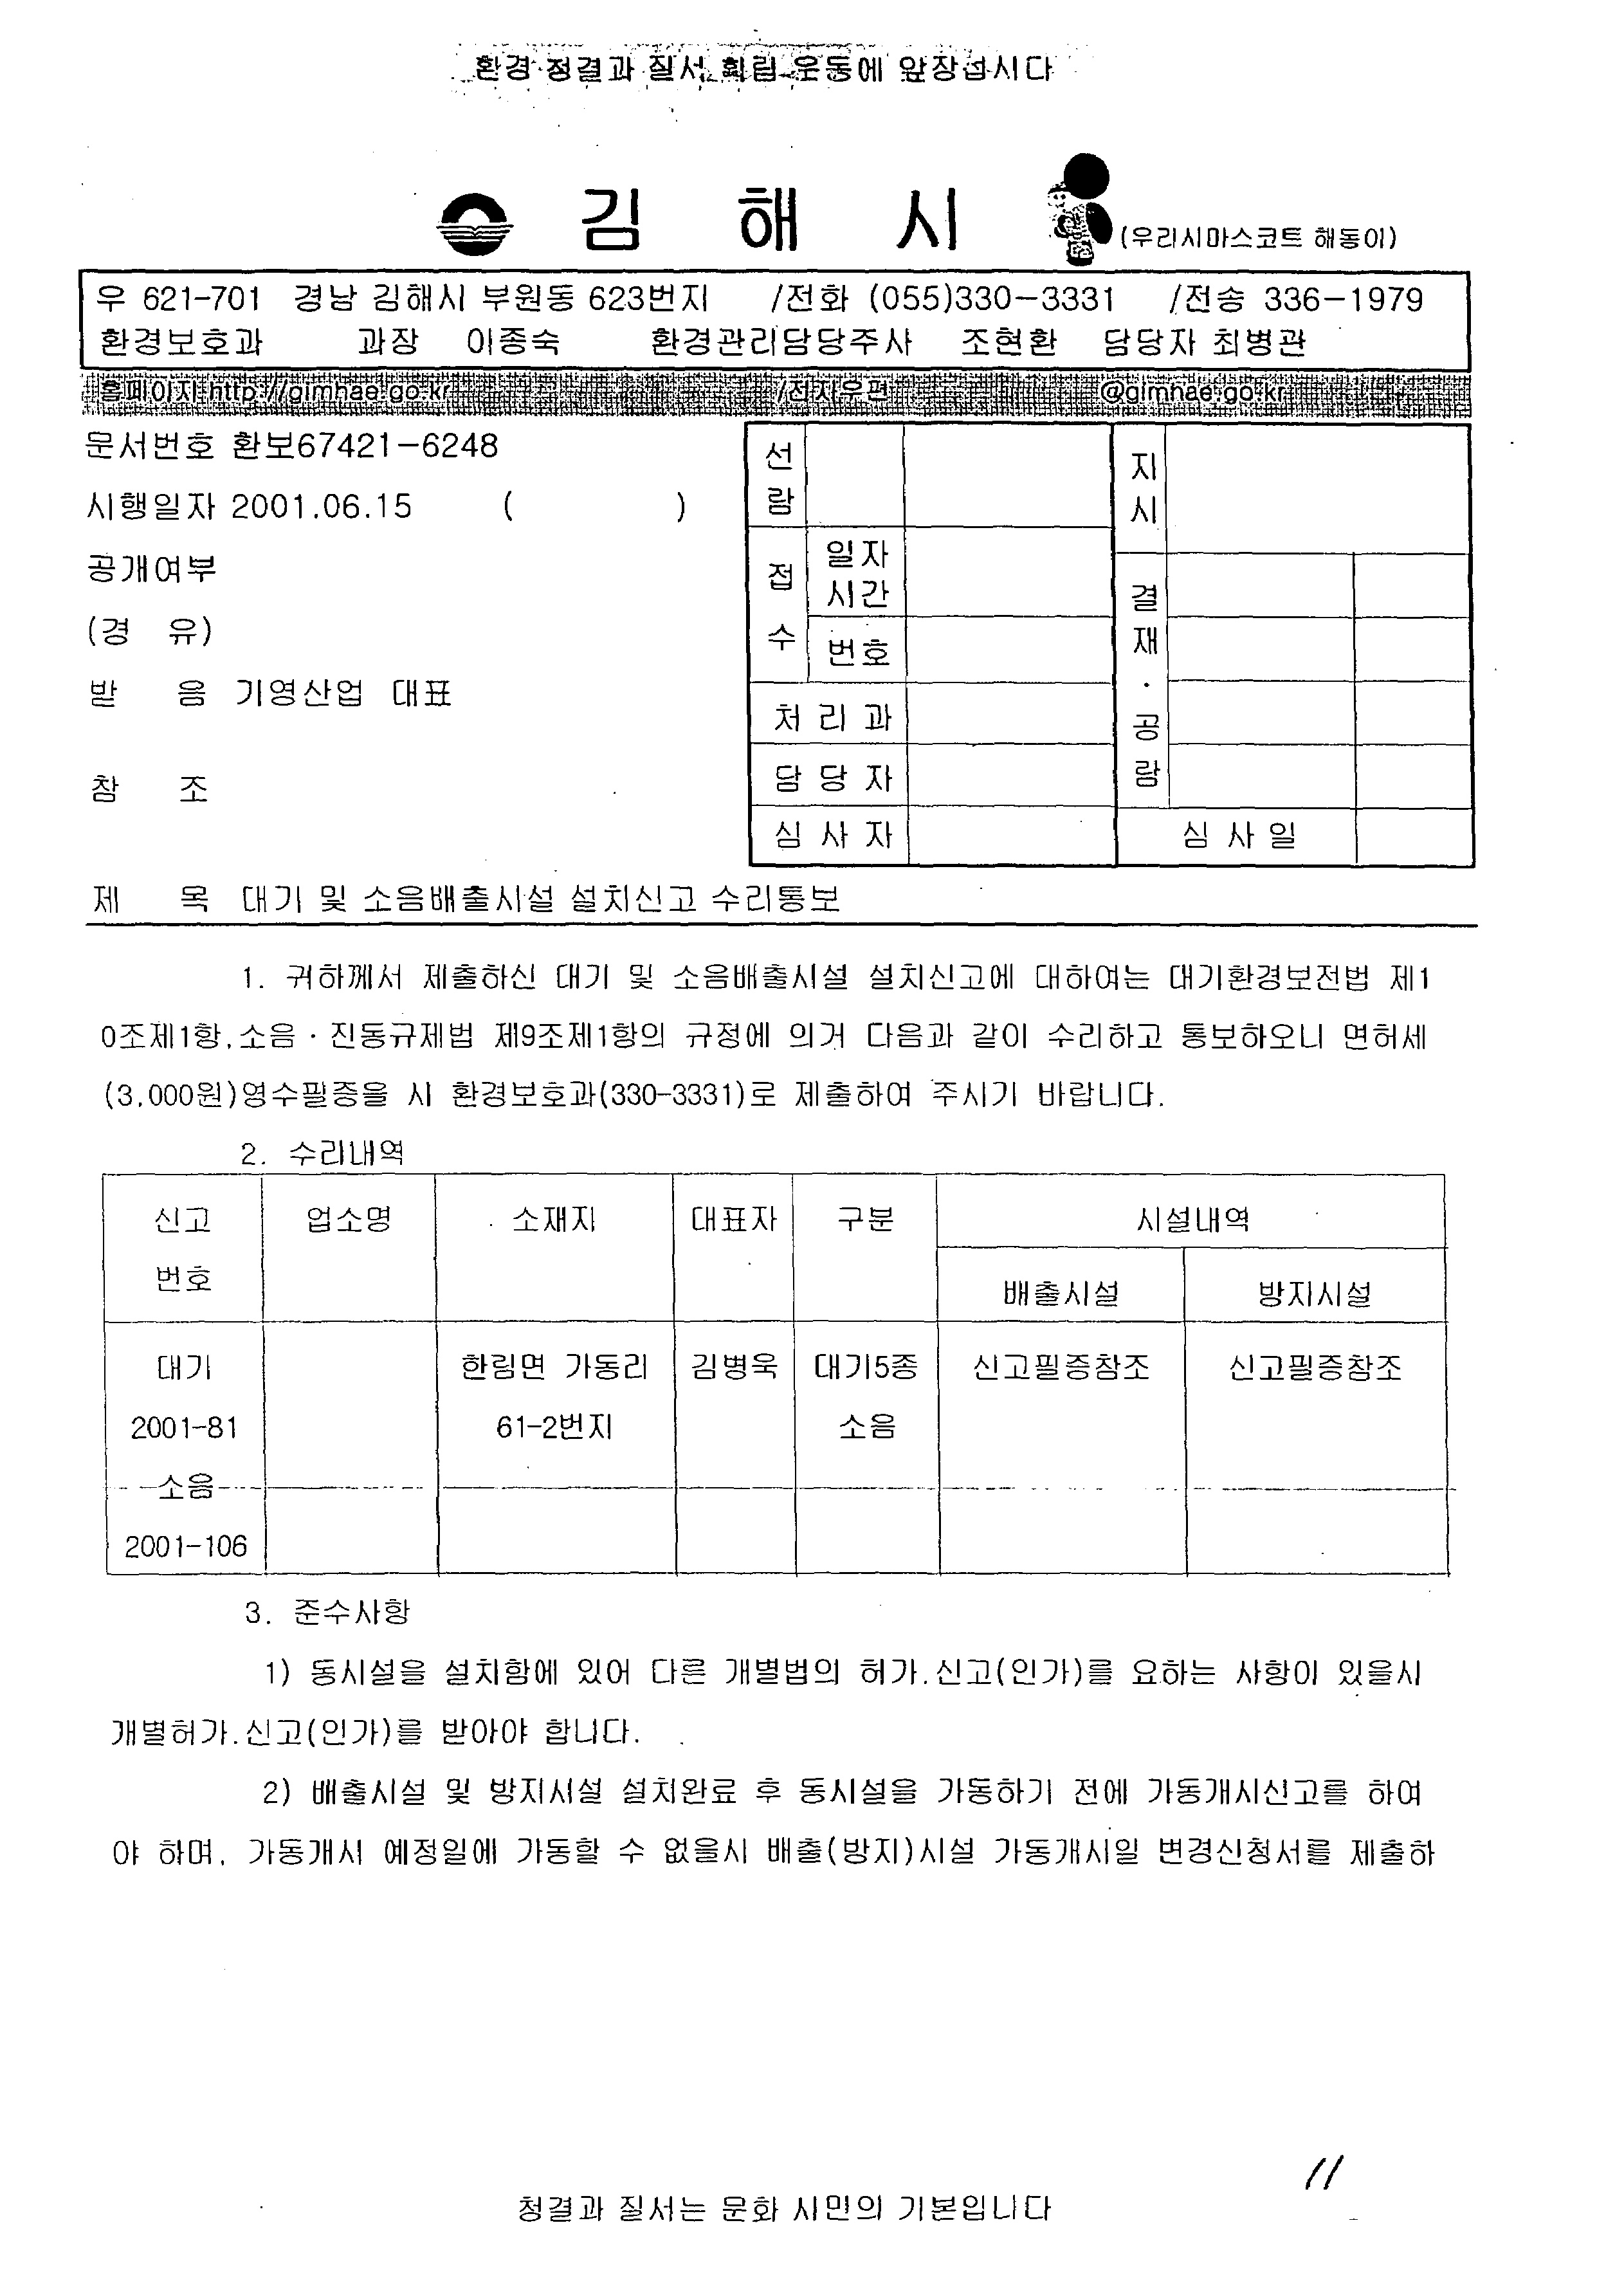 환경 정결과 질서 확립 운동에 앞장섭시다
김 해 시 (우리시마스코트 해동이)
우 621-701 경남 김해시 부원동 623번지 /전화 (055)330-3331 /전송 336-1979
환경보호과 과장 이종숙 환경관리담당주사 조현환 담당자 최병관
홈페이지 http://gimhae.go.kr /전자우편 @gimhae.go.kr
문서번호 환보67421-6248
시행일자 2001.06.15 ( )
공개여부
(경 유)
받 음 기영산업 대표
참 조
선람 지시
접수 일자 시간
번호
결재·공람
처 리 과
담 당 자
심 사 자 심 사 일
제 목 대기 및 소음배출시설 설치신고 수리통보
1. 귀하께서 제출하신 대기 및 소음배출시설 설치신고에 대하여는 대기환경보전법 제1
0조제1항.소음·진동규제법 제9조제1항의 규정에 의거 다음과 같이 수리하고 통보하오니 면허세
(3.000원)영수필증을 시 환경보호과(330-3331)로 제출하여 주시기 바랍니다.
2. 수리내역
신고 업소명 소재지 대표자 구분 시설내역
번호
배출시설 방지시설
대기 한림면 가동리 김병욱 대기5종 신고필증참조 신고필증참조
2001-81 61-2번지 소음
소음
2001-106
3. 준수사항
1) 동시설을 설치함에 있어 다른 개별법의 허가.신고(인가)를 요하는 사항이 있을시
개별허가.신고(인가)를 받아야 합니다.
2) 배출시설 및 방지시설 설치완료 후 동시설을 가동하기 전에 가동개시신고를 하여
야 하며, 가동개시 예정일에 가동할 수 없을시 배출(방지)시설 가동개시일 변경신청서를 제출하
11
청결과 질서는 문화 시민의 기본입니다